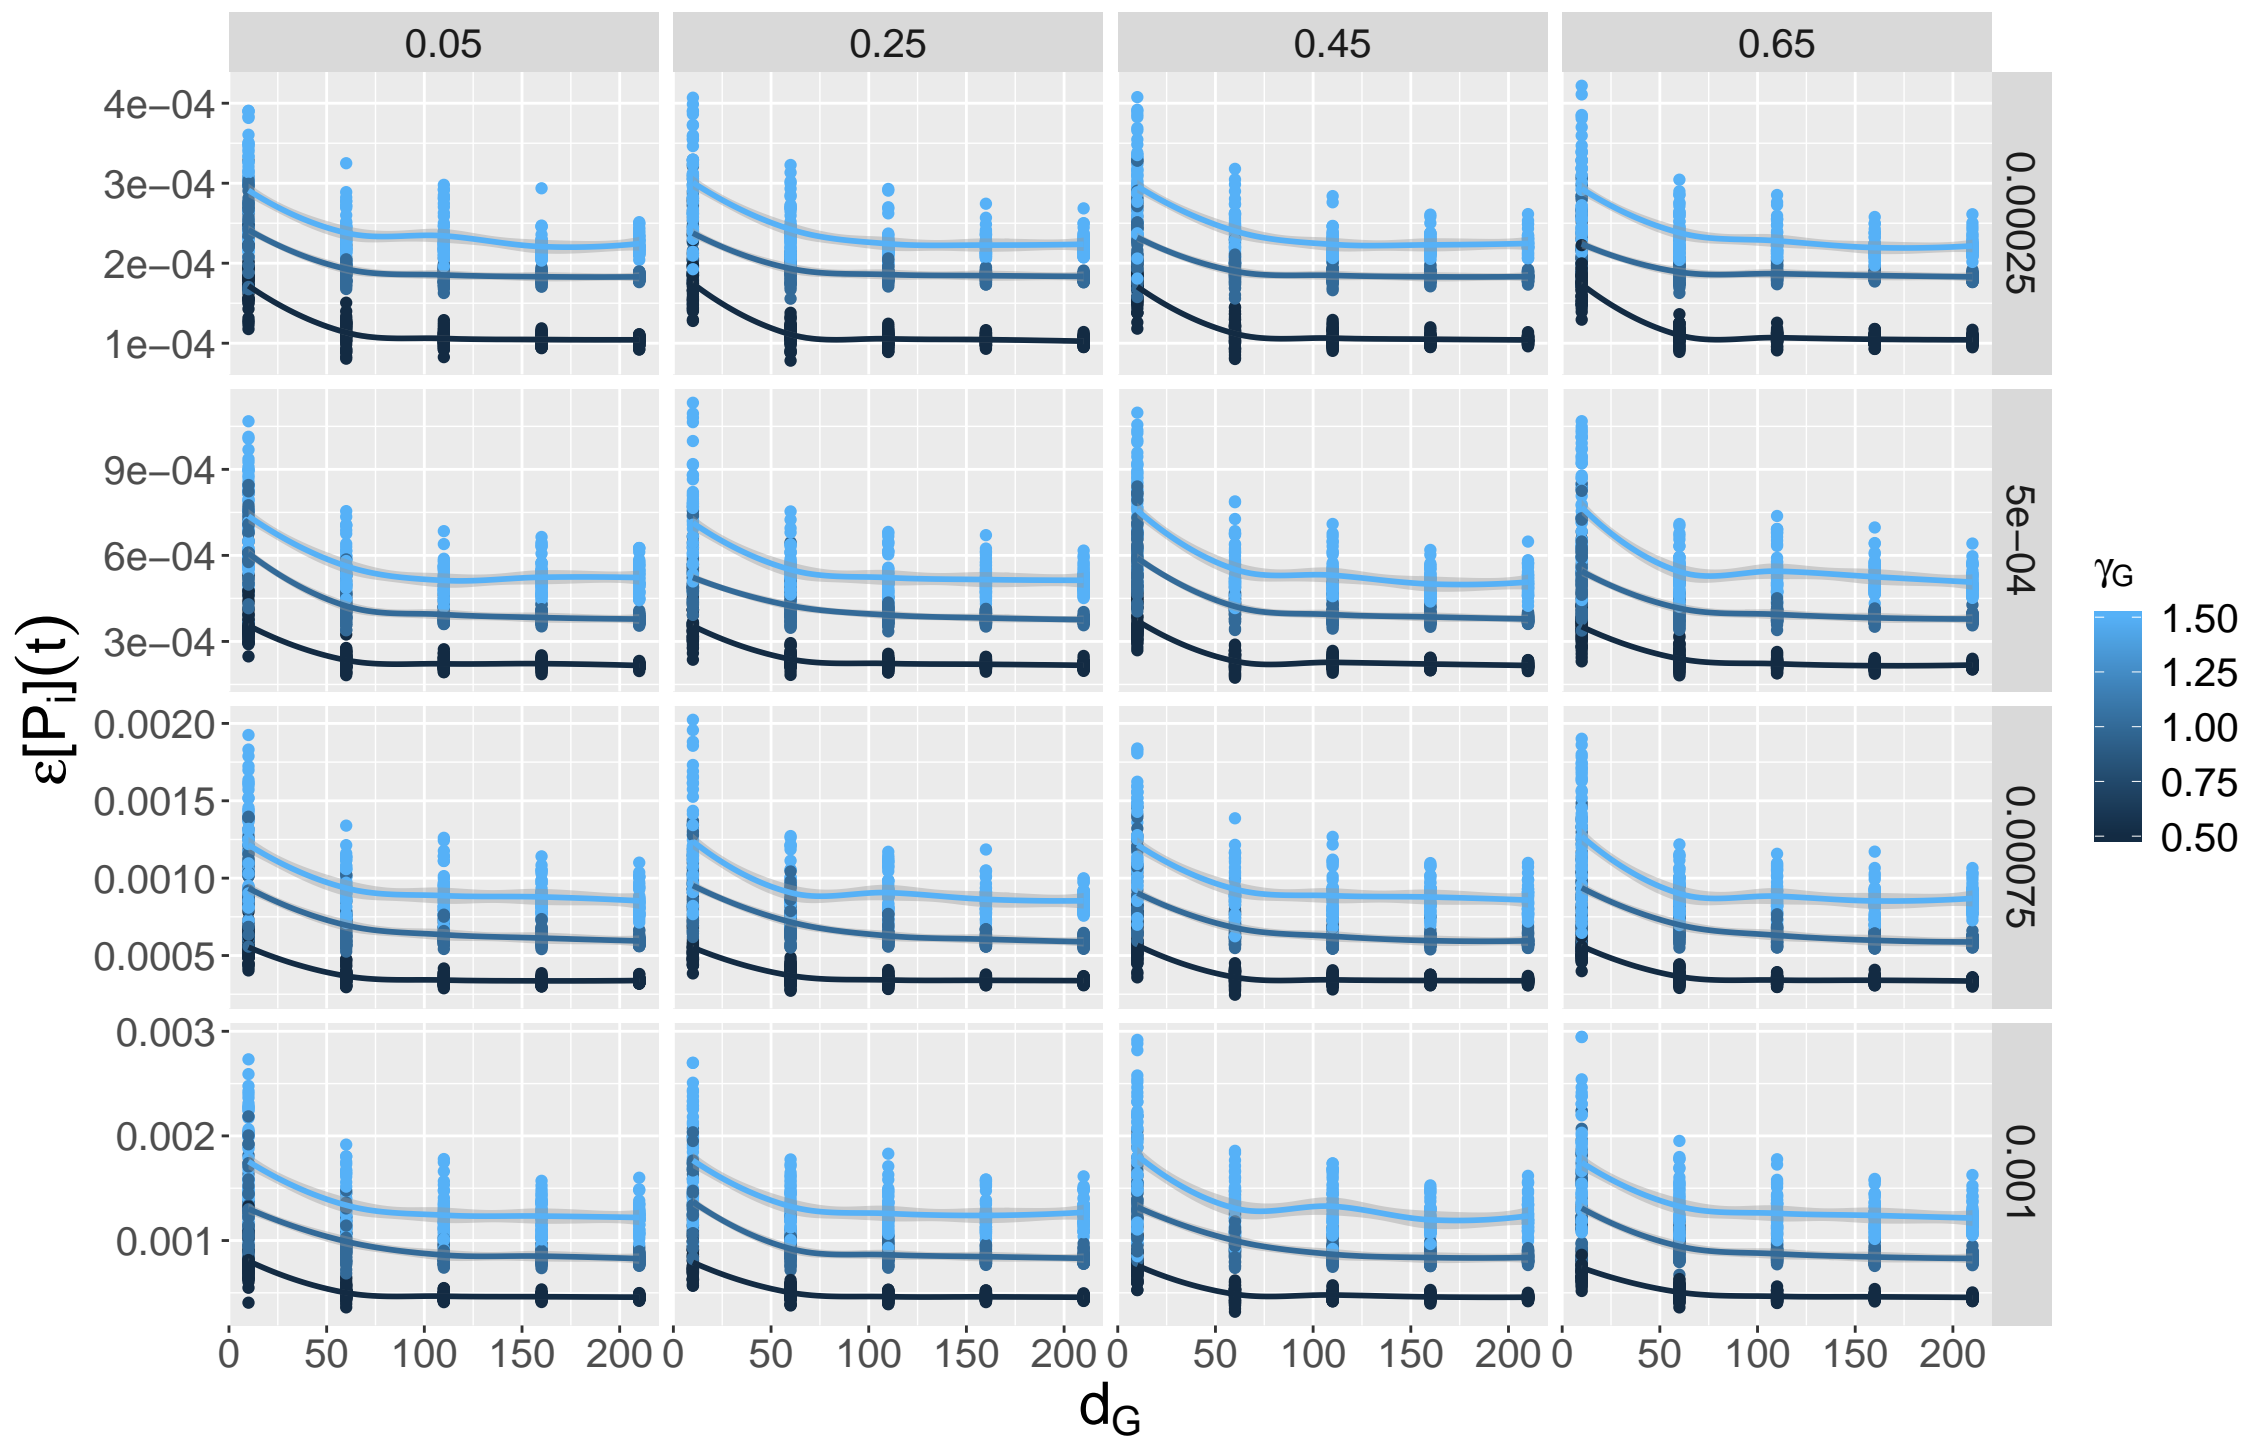 0.05 0.25 0.45 0.65
4e−04
3e−04
2e−04
1e−04
0.00025
9e−04
6e−04
3e−04
5e−04
0.0020
0.0015
0.0010
0.0005
0.00075
0.003
0.002
0.001
0.001
0 50 100 150 200 0 50 100 150 200 0 50 100 150 200 0 50 100 150 200
d_G
ε[P_i](t)
γ_G
1.50
1.25
1.00
0.75
0.50